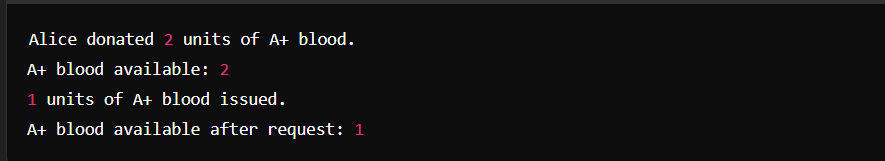 Alice donated 2 units of A+ blood.
A+ blood available: 2
1 units of A+ blood issued.
A+ blood available after request: 1